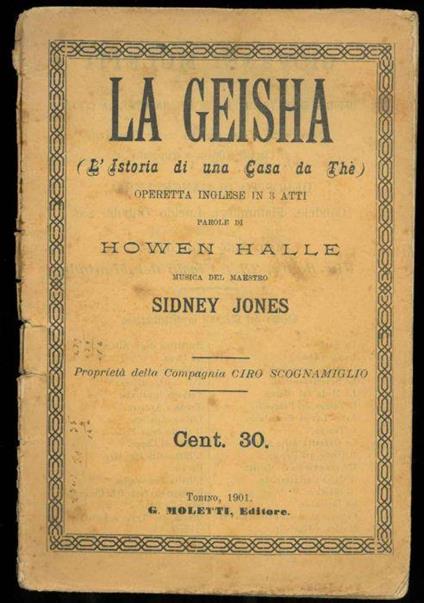 LA GEISHA
(L'Istoria di una Casa da Thè)
OPERETTA INGLESE IN 3 ATTI
PAROLE DI
HOWEN HALLE
MUSICA DEL MAESTRO
SIDNEY JONES
Proprietà della Compagnia CIRO SCOGNAMIGLIO
Cent. 30.
Torino, 1901.
G. MOLETTI, Editore.